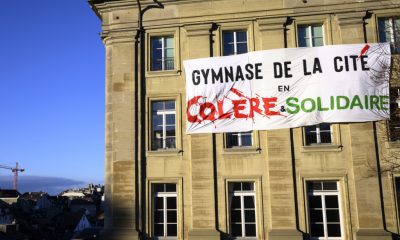 GYMNASE DE LA CITÉ
EN
COLÈRE & SOLIDAIRE